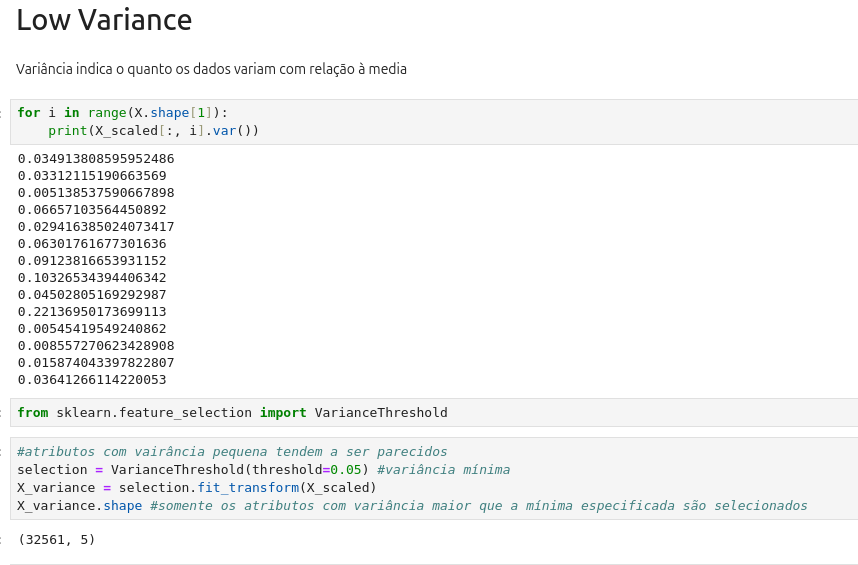 Low Variance
Variância indica o quanto os dados variam com relação à media
for i in range(X.shape[1]):
    print(X_scaled[:, i].var())
0.034913808595952486
0.03312115190663569
0.005138537590667898
0.06657103564450892
0.029416385024073417
0.06301761677301636
0.09123816653931152
0.10326534394406342
0.04502805169292987
0.22136950173699113
0.00545419549240862
0.008557270623428908
0.015874043397822807
0.03641266114220053
from sklearn.feature_selection import VarianceThreshold
#atributos com vairância pequena tendem a ser parecidos
selection = VarianceThreshold(threshold=0.05) #variância mínima
X_variance = selection.fit_transform(X_scaled)
X_variance.shape #somente os atributos com variância maior que a mínima especificada são selecionados
(32561, 5)